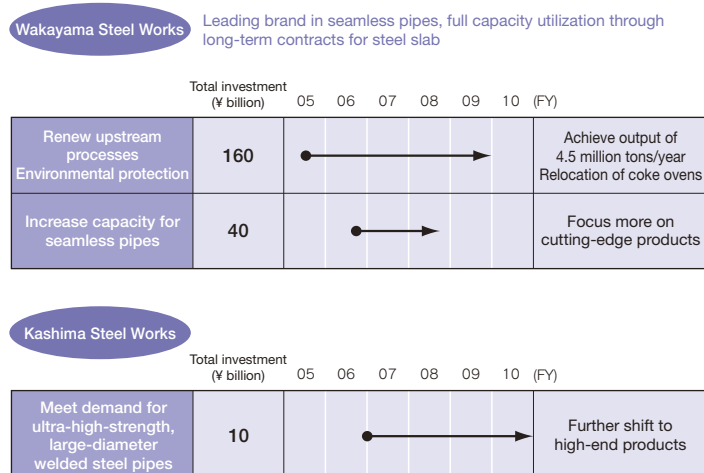 Wakayama Steel Works
Leading brand in seamless pipes, full capacity utilization through
long-term contracts for steel slab
Total investment
(¥ billion) 05 06 07 08 09 10 (FY)
Renew upstream
processes
Environmental protection
160
Achieve output of
4.5 million tons/year
Relocation of coke ovens
Increase capacity for
seamless pipes
40
Focus more on
cutting-edge products
Kashima Steel Works
Total investment
(¥ billion) 05 06 07 08 09 10 (FY)
Meet demand for
ultra-high-strength,
large-diameter
welded steel pipes
10
Further shift to
high-end products